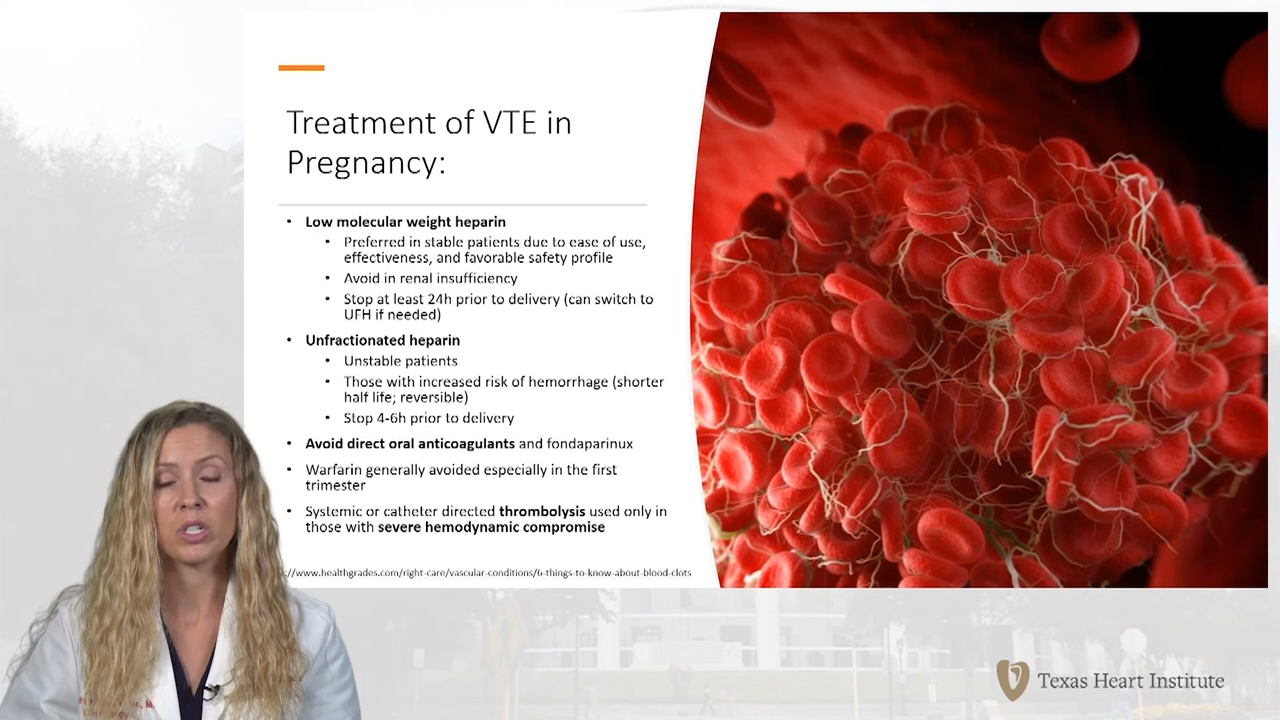 Treatment of VTE in
Pregnancy:
• Low molecular weight heparin
• Preferred in stable patients due to ease of use,
effectiveness, and favorable safety profile
• Avoid in renal insufficiency
• Stop at least 24h prior to delivery (can switch to
UFH if needed)
• Unfractionated heparin
• Unstable patients
• Those with increased risk of hemorrhage (shorter
half life; reversible)
• Stop 4-6h prior to delivery
• Avoid direct oral anticoagulants and fondaparinux
• Warfarin generally avoided especially in the first
trimester
• Systemic or catheter directed thrombolysis used only in
those with severe hemodynamic compromise
://www.healthgrades.com/right-care/vascular-conditions/6-things-to-know-about-blood-clots
Texas Heart Institute